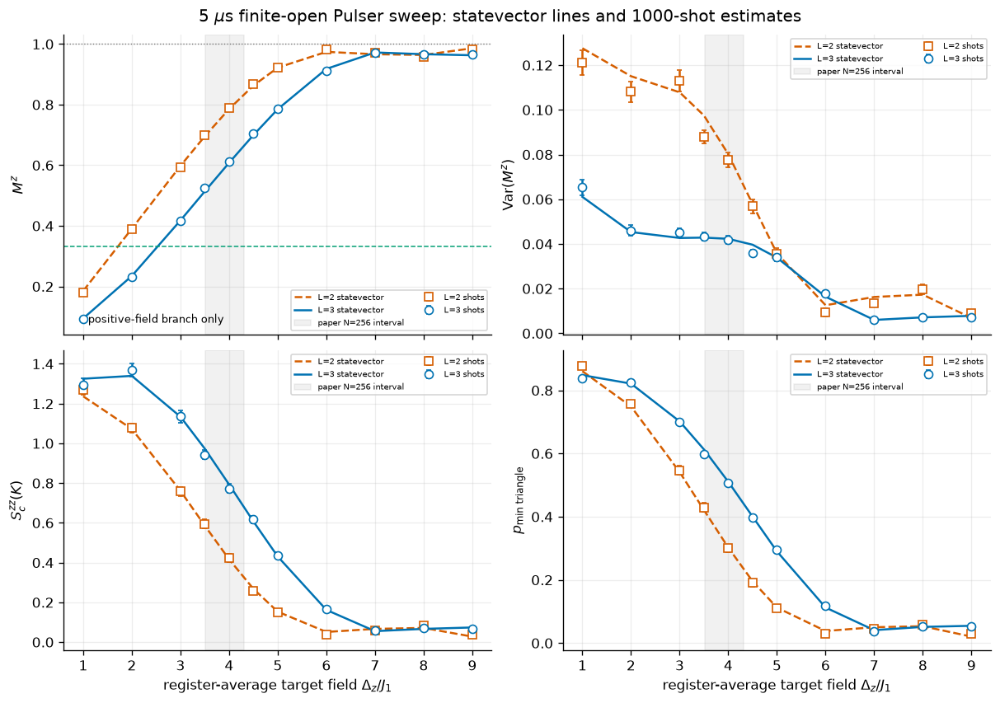 5 μs finite-open Pulser sweep: statevector lines and 1000-shot estimates
1.0
0.8
0.6
0.4
0.2
M^z
positive-field branch only
L=2 statevector
L=3 statevector
paper N=256 interval
L=2 shots
L=3 shots
0.12
0.10
0.08
0.06
0.04
0.02
0.00
Var(M^z)
L=2 statevector
L=3 statevector
paper N=256 interval
L=2 shots
L=3 shots
1.4
1.2
1.0
0.8
0.6
0.4
0.2
0.0
S_c^{zz}(K)
L=2 statevector
L=3 statevector
paper N=256 interval
L=2 shots
L=3 shots
1 2 3 4 5 6 7 8 9
register-average target field Δ_z/J_1
0.8
0.6
0.4
0.2
0.0
p_{min triangle}
L=2 statevector
L=3 statevector
paper N=256 interval
L=2 shots
L=3 shots
1 2 3 4 5 6 7 8 9
register-average target field Δ_z/J_1